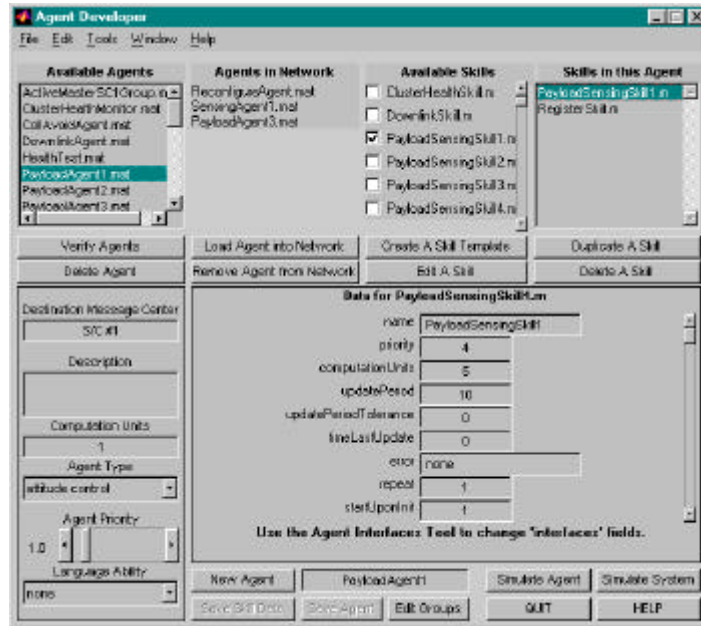 Agent Developer
File Edit Tools Window Help
Available Agents
ActiveMasterSC1Group.m
ClusterHealthMonitor.mat
CollAvoidAgent.mat
DownlinkAgent.mat
HealthTest.mat
PayloadAgent1.mat
PayloadAgent2.mat
PayloadAgent3.mat
Agents in Network
ReconfigureAgent.mat
SensingAgent1.mat
PayloadAgent3.mat
Available Skills
ClusterHealthSkill.m
DownlinkSkill.m
PayloadSensingSkill1.m
PayloadSensingSkill2.m
PayloadSensingSkill3.m
PayloadSensingSkill4.m
Skills in this Agent
PayloadSensingSkill1.m
RegisterSkill.m
Verify Agents
Load Agent into Network
Create A Skill Template
Duplicate A Skill
Delete Agent
Remove Agent from Network
Edit A Skill
Delete A Skill
Destination Message Center
S/C #1
Description
Computation Units
1
Agent Type
attitude control
Agent Priority
1.0
Language Ability
none
Data for PayloadSensingSkill1.m
name PayloadSensingSkill1
priority 4
computationUnits 5
updatePeriod 10
updatePeriodTolerance 0
timeLastUpdate 0
error none
repeat 1
startUponInit 1
Use the Agent Interfaces Tool to change 'interfaces' fields.
New Agent
PayloadAgent1
Simulate Agent
Simulate System
Save Skill Data
Save Agent
Edit Groups
QUIT
HELP